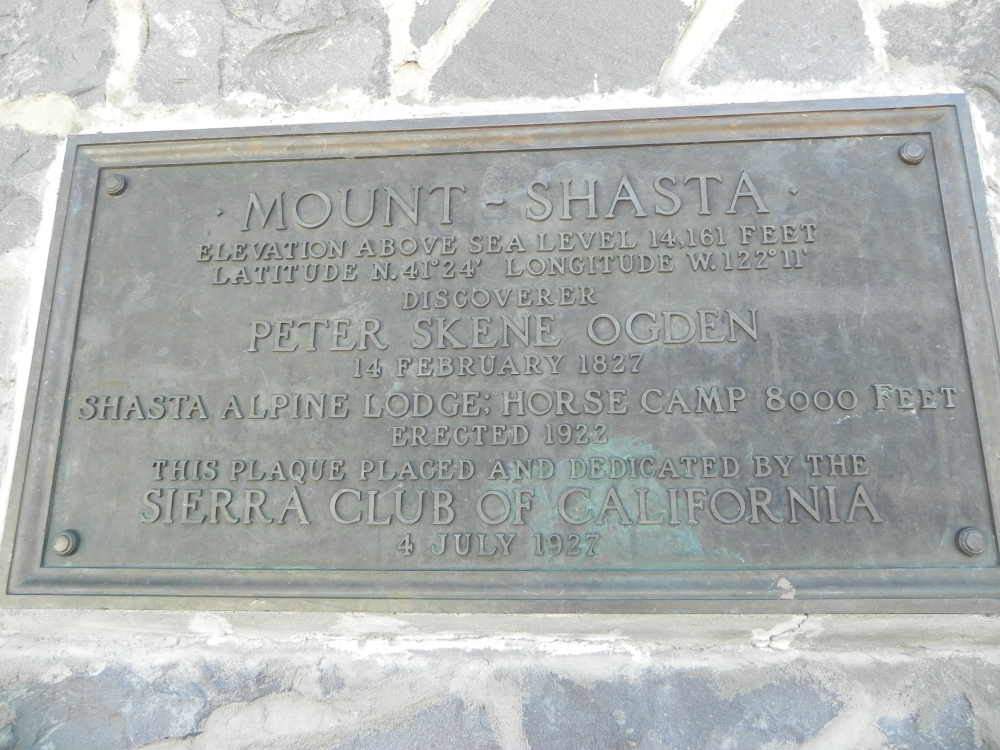 · MOUNT - SHASTA ·
ELEVATION ABOVE SEA LEVEL 14,161 FEET
LATITUDE N. 41° 24' LONGITUDE W. 122° 11'
DISCOVERER
PETER SKENE OGDEN
14 FEBRUARY 1827
SHASTA ALPINE LODGE; HORSE CAMP 8000 FEET
ERECTED 1922
THIS PLAQUE PLACED AND DEDICATED BY THE
SIERRA CLUB OF CALIFORNIA
4 JULY 1927